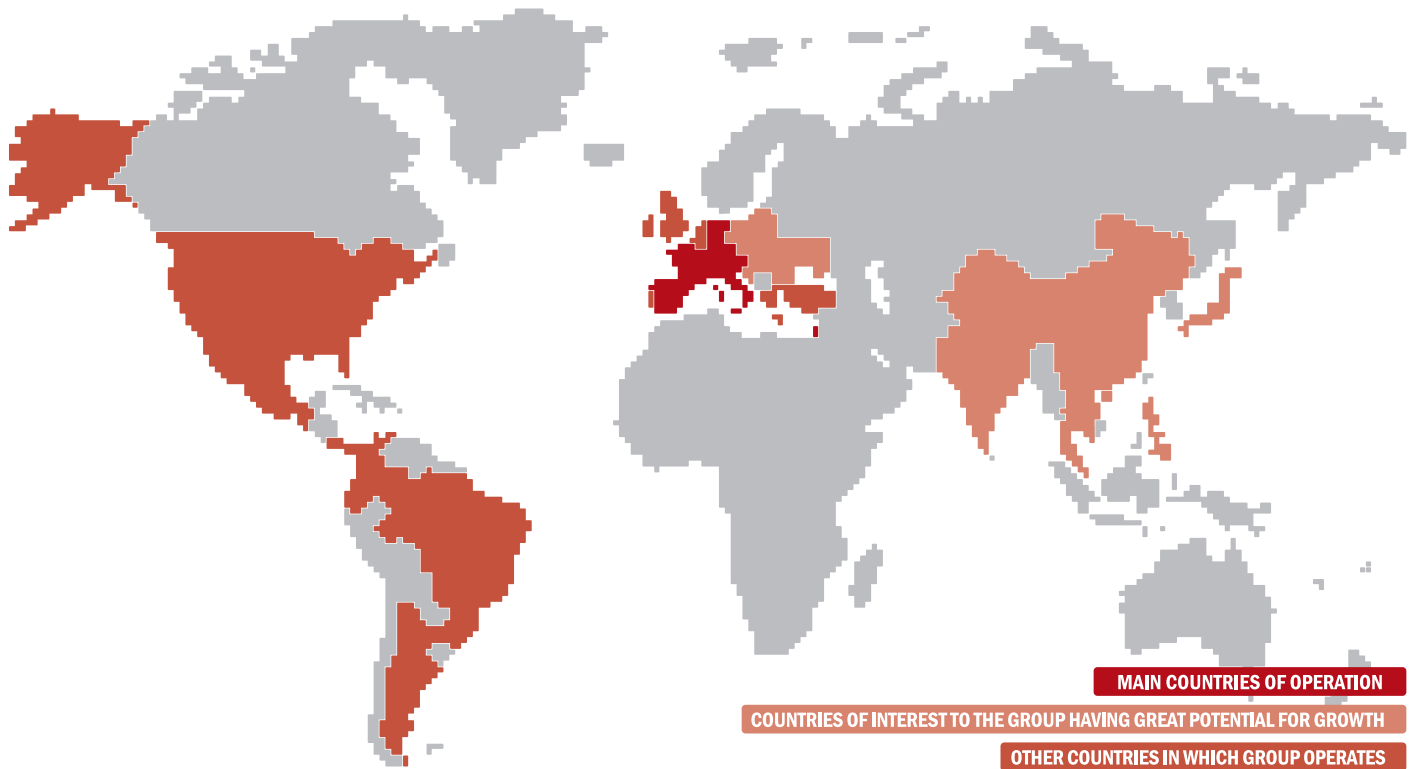 MAIN COUNTRIES OF OPERATION
COUNTRIES OF INTEREST TO THE GROUP HAVING GREAT POTENTIAL FOR GROWTH
OTHER COUNTRIES IN WHICH GROUP OPERATES